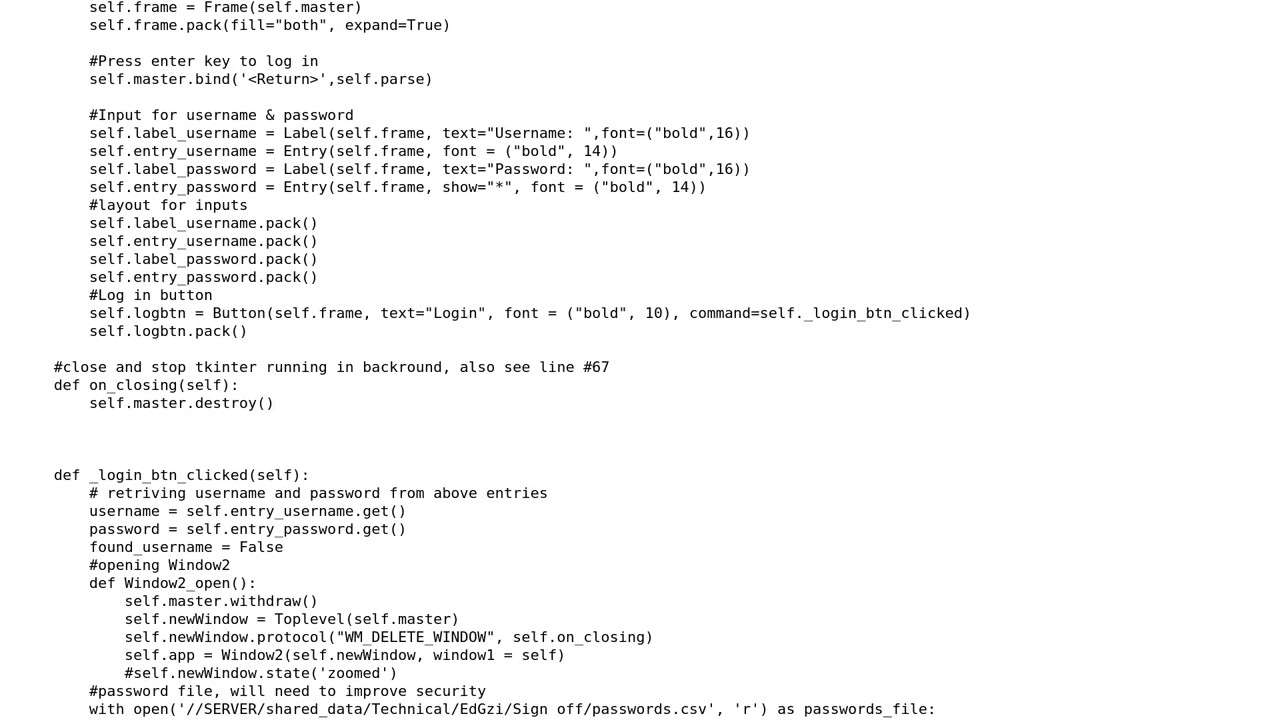 self.frame = Frame(self.master)
self.frame.pack(fill="both", expand=True)
#Press enter key to log in
self.master.bind('<Return>',self.parse)
#Input for username & password
self.label_username = Label(self.frame, text="Username: ",font=("bold",16))
self.entry_username = Entry(self.frame, font = ("bold", 14))
self.label_password = Label(self.frame, text="Password: ",font=("bold",16))
self.entry_password = Entry(self.frame, show="*", font = ("bold", 14))
#layout for inputs
self.label_username.pack()
self.entry_username.pack()
self.label_password.pack()
self.entry_password.pack()
#Log in button
self.logbtn = Button(self.frame, text="Login", font = ("bold", 10), command=self._login_btn_clicked)
self.logbtn.pack()
#close and stop tkinter running in backround, also see line #67
def on_closing(self):
self.master.destroy()
def _login_btn_clicked(self):
# retriving username and password from above entries
username = self.entry_username.get()
password = self.entry_password.get()
found_username = False
#opening Window2
def Window2_open():
self.master.withdraw()
self.newWindow = Toplevel(self.master)
self.newWindow.protocol("WM_DELETE_WINDOW", self.on_closing)
self.app = Window2(self.newWindow, window1 = self)
#self.newWindow.state('zoomed')
#password file, will need to improve security
with open('//SERVER/shared_data/Technical/EdGzi/Sign off/passwords.csv', 'r') as passwords_file: